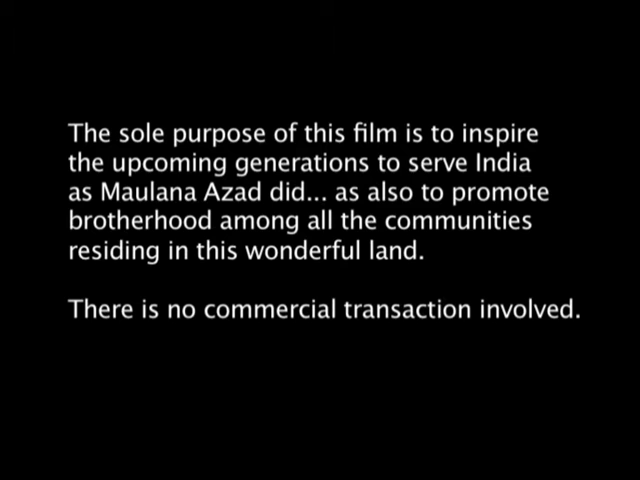 The sole purpose of this film is to inspire
the upcoming generations to serve India
as Maulana Azad did... as also to promote
brotherhood among all the communities
residing in this wonderful land.
There is no commercial transaction involved.